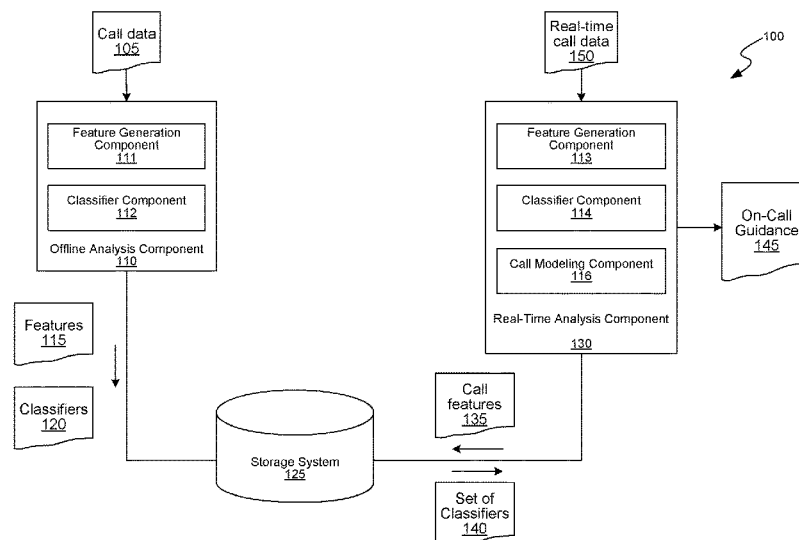 Call data
105
Real-time
call data
150
100
Feature Generation
Component
111
Classifier Component
112
Offline Analysis Component
110
Feature Generation
Component
113
Classifier Component
114
Call Modeling Component
116
Real-Time Analysis Component
130
On-Call
Guidance
145
Features
115
Classifiers
120
Storage System
125
Call
features
135
Set of
Classifiers
140